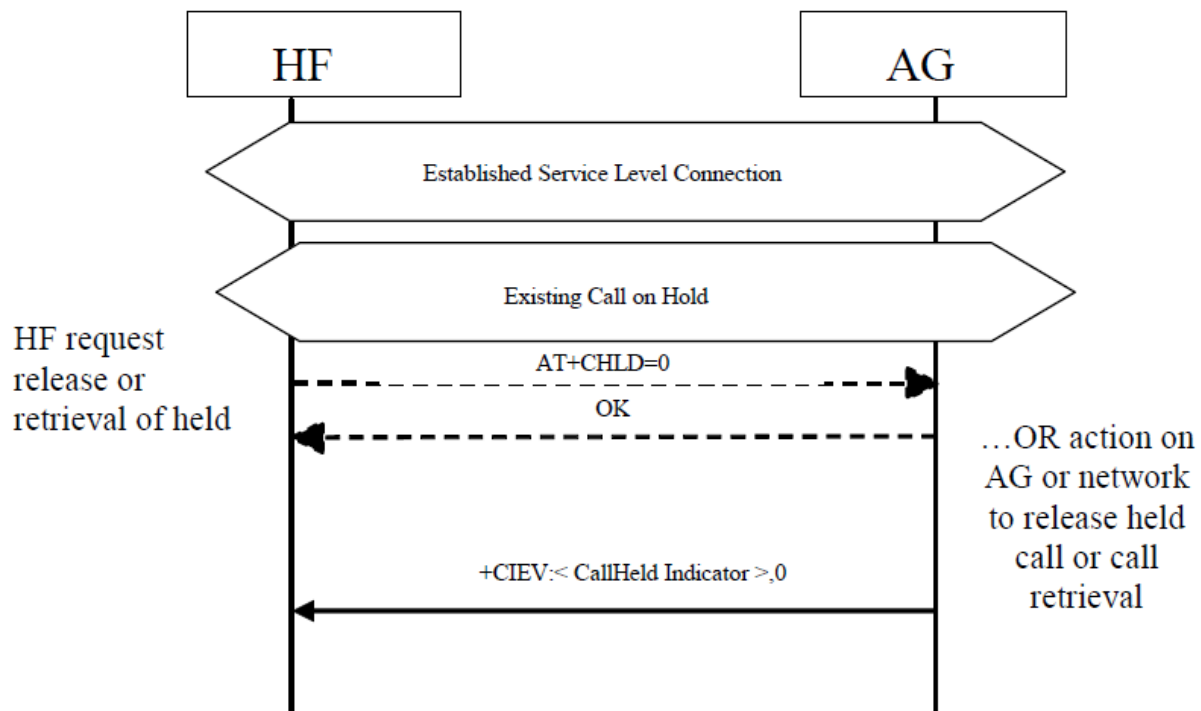 HF
AG
Established Service Level Connection
Existing Call on Hold
HF request
release or
retrieval of held
AT+CHLD=0
OK
…OR action on
AG or network
to release held
call or call
retrieval
+CIEV:< CallHeld Indicator >,0